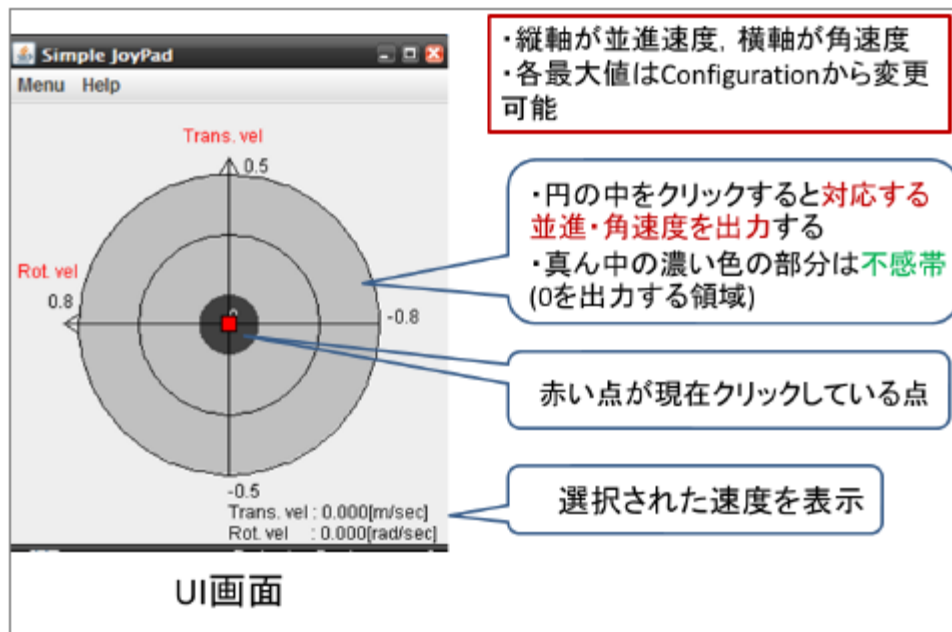 Simple JoyPad
Menu Help
Trans. vel
0.5
Rot. vel
0.8
0
-0.8
-0.5
Trans. vel : 0.000[m/sec]
Rot. vel : 0.000[rad/sec]
UI画面
・縦軸が並進速度，横軸が角速度
・各最大値はConfigurationから変更
可能
・円の中をクリックすると対応する
並進・角速度を出力する
・真ん中の濃い色の部分は不感帯
(0を出力する領域)
赤い点が現在クリックしている点
選択された速度を表示